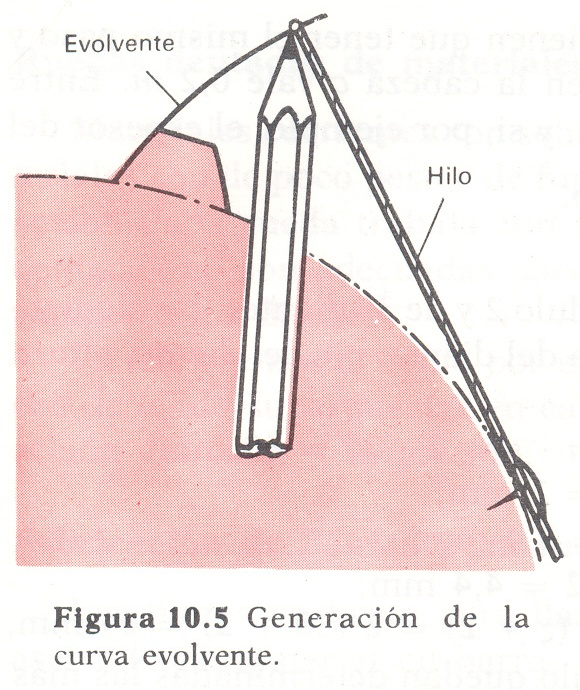 Evolvente
Hilo
Figura 10.5 Generación de la
curva evolvente.